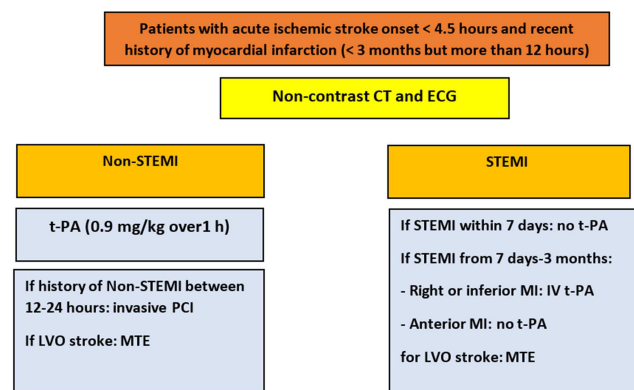 Patients with acute ischemic stroke onset < 4.5 hours and recent
history of myocardial infarction (< 3 months but more than 12 hours)
Non-contrast CT and ECG
Non-STEMI
t-PA (0.9 mg/kg over1 h)
If history of Non-STEMI between
12-24 hours: invasive PCI
If LVO stroke: MTE
STEMI
If STEMI within 7 days: no t-PA
If STEMI from 7 days-3 months:
- Right or inferior MI: IV t-PA
- Anterior MI: no t-PA
for LVO stroke: MTE